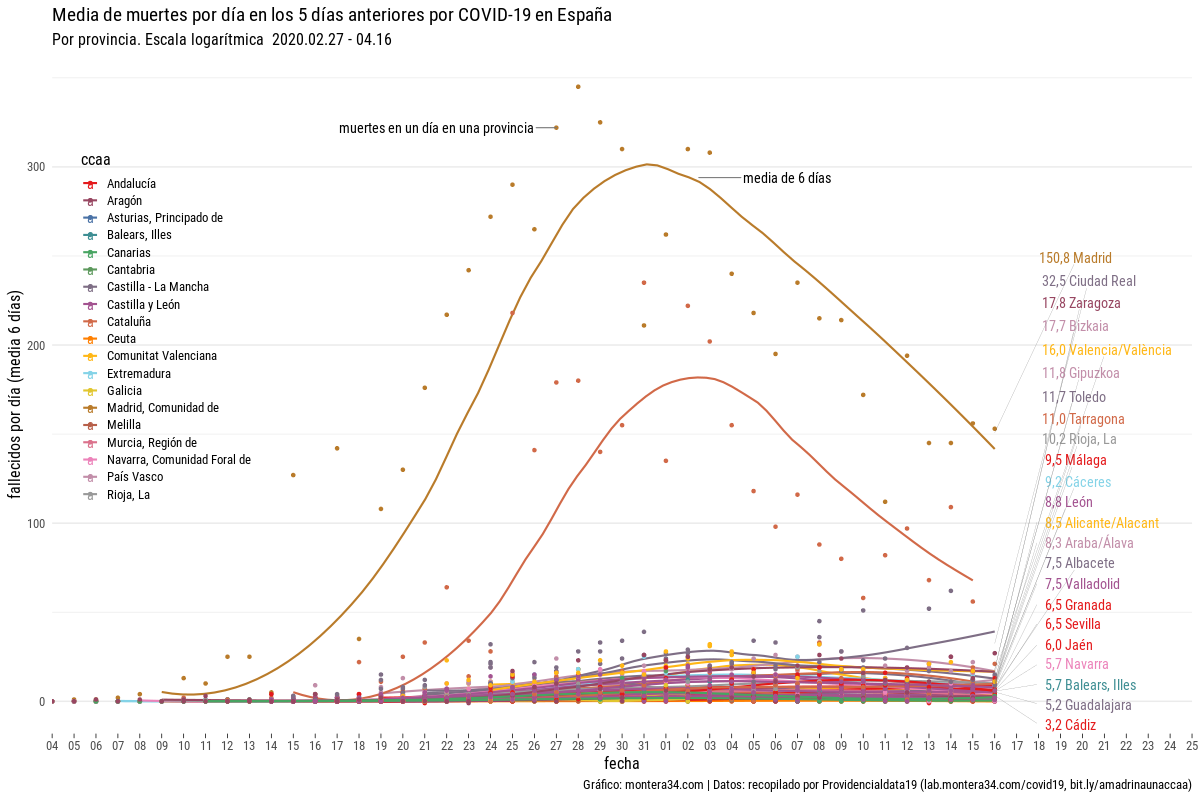 Media de muertes por día en los 5 días anteriores por COVID-19 en España
Por provincia. Escala logarítmica 2020.02.27 - 04.16
muertes en un día en una provincia
media de 6 días
ccaa
Andalucía
Aragón
Asturias, Principado de
Balears, Illes
Canarias
Cantabria
Castilla - La Mancha
Castilla y León
Cataluña
Ceuta
Comunitat Valenciana
Extremadura
Galicia
Madrid, Comunidad de
Melilla
Murcia, Región de
Navarra, Comunidad Foral de
País Vasco
Rioja, La
fallecidos por día (media 6 días)
300
200
100
0
150,8 Madrid
32,5 Ciudad Real
17,8 Zaragoza
17,7 Bizkaia
16,0 Valencia/València
11,8 Gipuzkoa
11,7 Toledo
11,0 Tarragona
10,2 Rioja, La
9,5 Málaga
9,2 Cáceres
8,8 León
8,5 Alicante/Alacant
8,3 Araba/Álava
7,5 Albacete
7,5 Valladolid
6,5 Granada
6,5 Sevilla
6,0 Jaén
5,7 Navarra
5,7 Balears, Illes
5,2 Guadalajara
3,2 Cádiz
04 05 06 07 08 09 10 11 12 13 14 15 16 17 18 19 20 21 22 23 24 25 26 27 28 29 30 31 01 02 03 04 05 06 07 08 09 10 11 12 13 14 15 16 17 18 19 20 21 22 23 24 25
fecha
Gráfico: montera34.com | Datos: recopilado por Providencialdata19 (lab.montera34.com/covid19, bit.ly/amadrinaunaccaa)